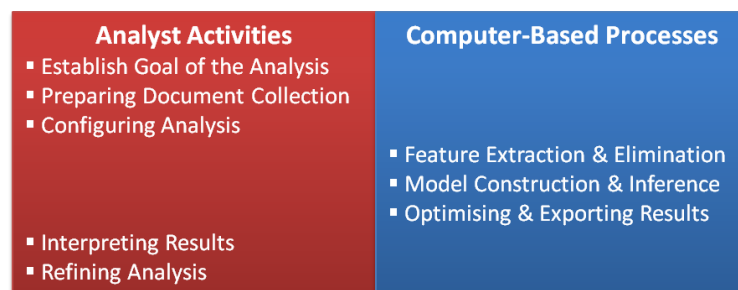 Analyst Activities
▪ Establish Goal of the Analysis
▪ Preparing Document Collection
▪ Configuring Analysis
▪ Interpreting Results
▪ Refining Analysis
Computer-Based Processes
▪ Feature Extraction & Elimination
▪ Model Construction & Inference
▪ Optimising & Exporting Results